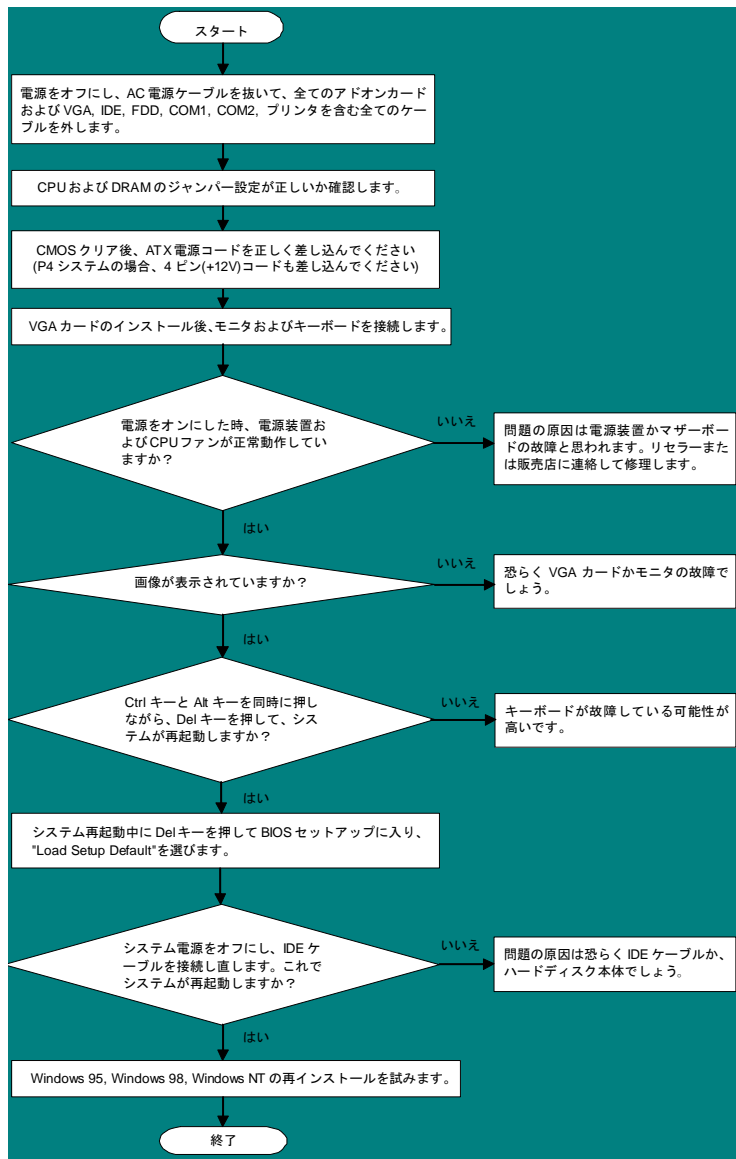 スタート
電源をオフにし、AC 電源ケーブルを抜いて、全てのアドオンカード
および VGA, IDE, FDD, COM1, COM2, プリンタを含む全てのケー
ブルを外します。
CPU および DRAM のジャンパー設定が正しいか確認します。
CMOS クリア後、ATX 電源コードを正しく差し込んでください
(P4 システムの場合、4 ピン(+12V)コードも差し込んでください)
VGA カードのインストール後、モニタおよびキーボードを接続します。
電源をオンにした時、電源装置お
よびCPUファンが正常動作してい
ますか？
いいえ
問題の原因は電源装置かマザーボー
ドの故障と思われます。リセラーまた
は販売店に連絡して修理します。
はい
画像が表示されていますか？
いいえ
恐らく VGA カードかモニタの故障で
しょう。
はい
Ctrl キーと Alt キーを同時に押し
ながら、Del キーを押して、シス
テムが再起動しますか？
いいえ
キーボードが故障している可能性が
高いです。
はい
システム再起動中に Del キーを押して BIOS セットアップに入り、
"Load Setup Default"を選びます。
システム電源をオフにし、IDE ケ
ーブルを接続し直します。これで
システムが再起動しますか？
いいえ
問題の原因は恐らく IDE ケーブルか、
ハードディスク本体でしょう。
はい
Windows 95, Windows 98, Windows NT の再インストールを試みます。
終了